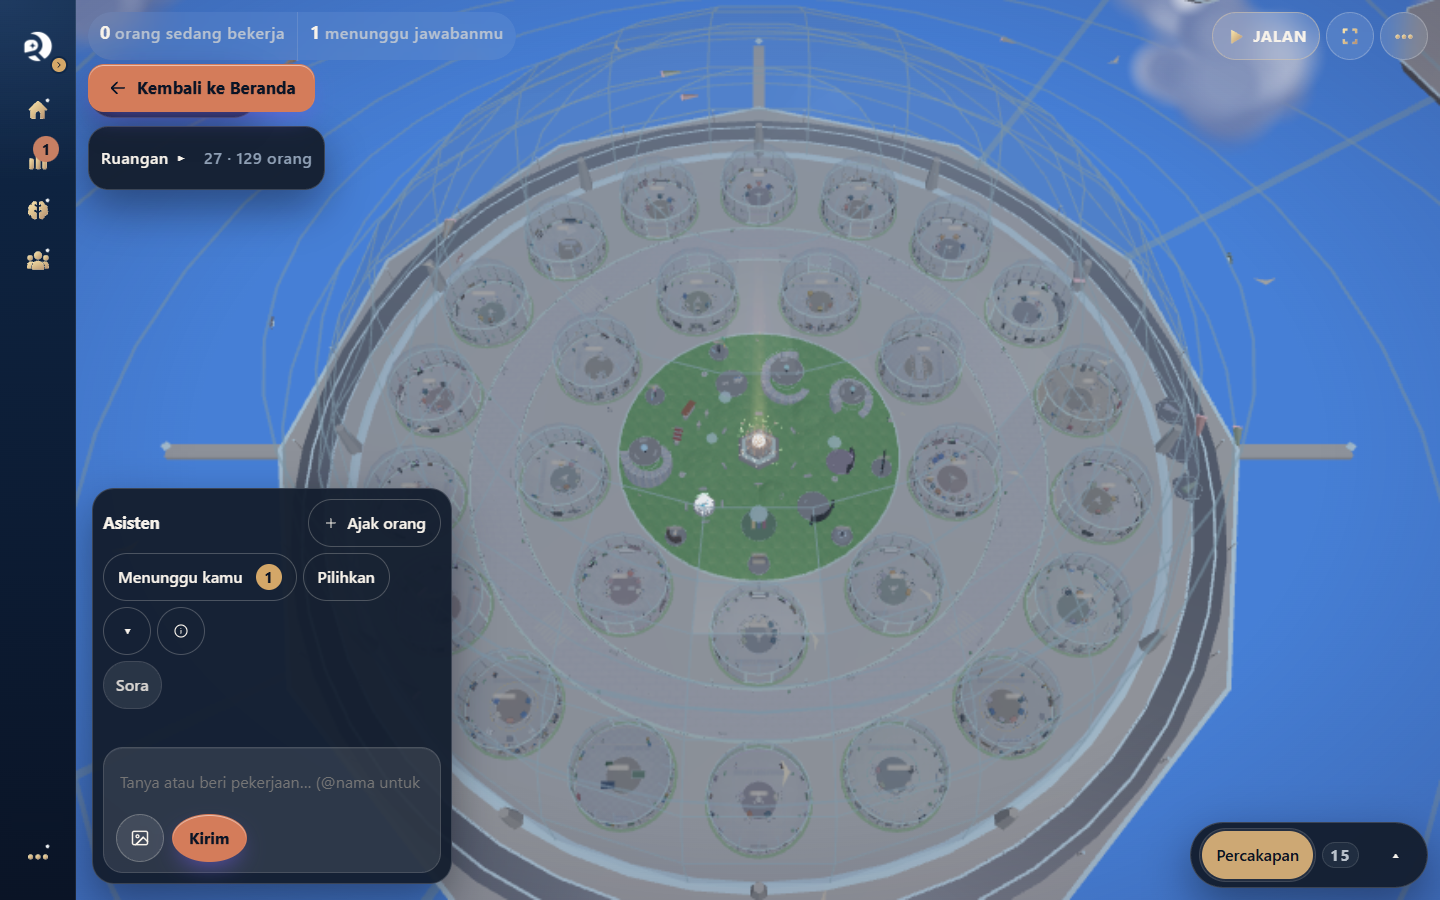 0 orang sedang bekerja
1 menunggu jawabanmu
JALAN
Kembali ke Beranda
1
Ruangan
27 · 129 orang
Asisten
+ Ajak orang
Menunggu kamu 1
Pilihkan
Sora
Tanya atau beri pekerjaan... (@nama untuk
Kirim
Percakapan 15